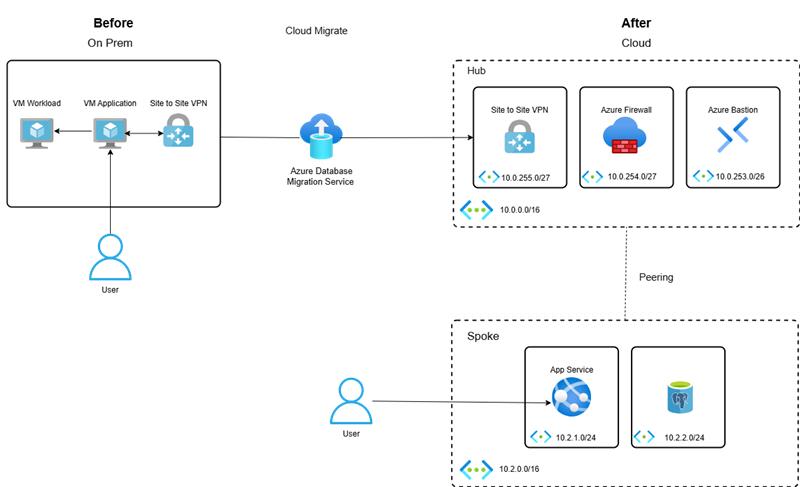 Before
On Prem
Cloud Migrate
After
Cloud
VM Workload
VM Application
Site to Site VPN
Azure Database
Migration Service
User
Hub
Site to Site VPN
Azure Firewall
Azure Bastion
10.0.255.0/27
10.0.254.0/27
10.0.253.0/26
10.0.0.0/16
Peering
Spoke
App Service
10.2.1.0/24
10.2.2.0/24
10.2.0.0/16
User